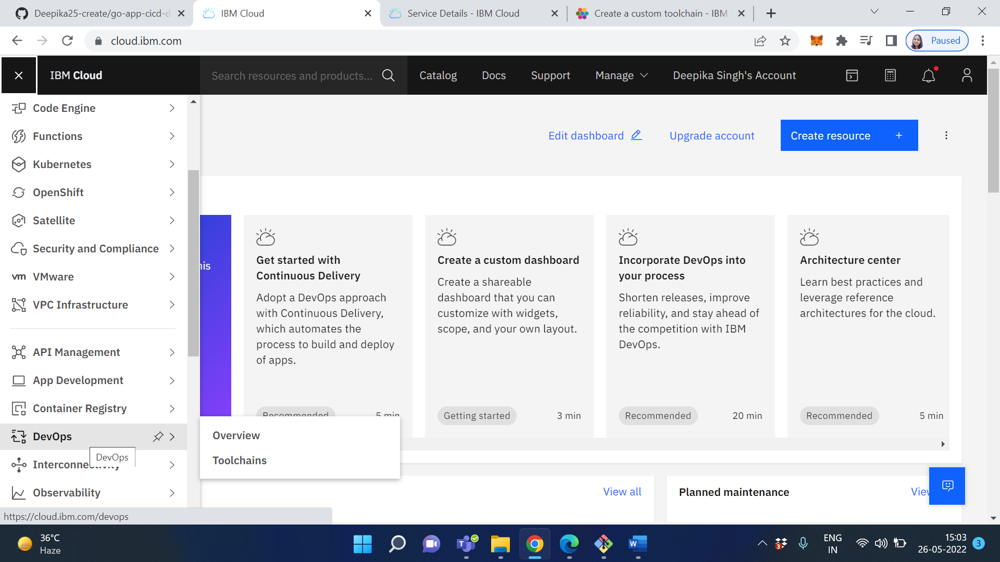 Deepika25-create/go-app-cicd-d
IBM Cloud
Service Details - IBM Cloud
Create a custom toolchain - IBM
cloud.ibm.com
Paused
IBM Cloud
Search resources and products...
Catalog
Docs
Support
Manage
Deepika Singh's Account
Code Engine
Functions
Kubernetes
OpenShift
Satellite
Security and Compliance
vm VMware
VPC Infrastructure
API Management
App Development
Container Registry
DevOps
DevOps
Interconnectivity
Observability
Overview
Toolchains
https://cloud.ibm.com/devops
Edit dashboard
Upgrade account
Create resource +
his
Get started with
Continuous Delivery
Adopt a DevOps approach
with Continuous Delivery,
which automates the
process to build and deploy
of apps.
Recommended
5 min
Create a custom dashboard
Create a shareable
dashboard that you can
customize with widgets,
scope, and your own layout.
Getting started
3 min
Incorporate DevOps into
your process
Shorten releases, improve
reliability, and stay ahead of
the competition with IBM
DevOps.
Recommended
20 min
Architecture center
Learn best practices and
leverage reference
architectures for the cloud.
Recommended
5 min
View all
Planned maintenance
View
36°C
Haze
T
W
3
ENG
IN
15:03
26-05-2022
3